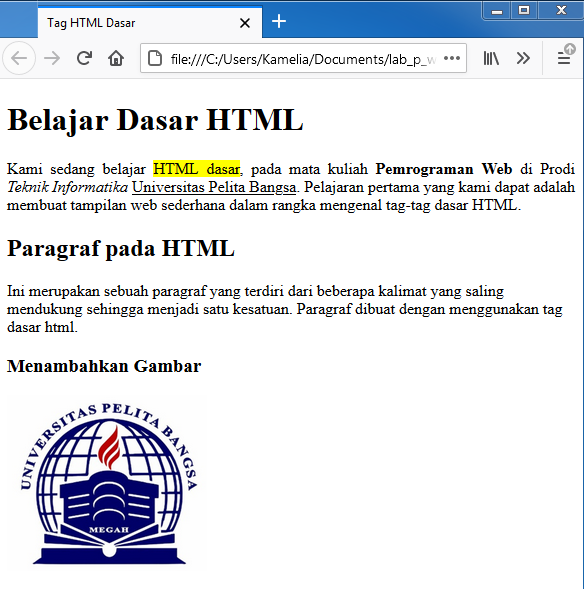 Tag HTML Dasar
file:///C:/Users/Kamelia/Documents/lab_p_w
Belajar Dasar HTML
Kami sedang belajar HTML dasar, pada mata kuliah Pemrograman Web di Prodi
Teknik Informatika Universitas Pelita Bangsa. Pelajaran pertama yang kami dapat adalah
membuat tampilan web sederhana dalam rangka mengenal tag-tag dasar HTML.
Paragraf pada HTML
Ini merupakan sebuah paragraf yang terdiri dari beberapa kalimat yang saling
mendukung sehingga menjadi satu kesatuan. Paragraf dibuat dengan menggunakan tag
dasar html.
Menambahkan Gambar
UNIVERSITAS PELITA BANGSA
MEGAH